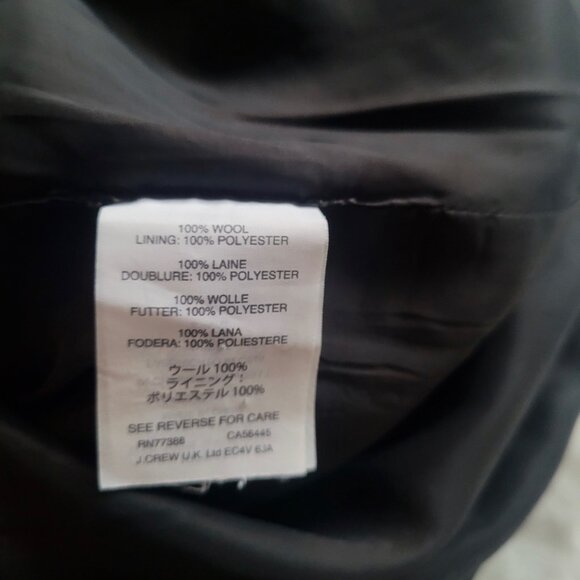 100% WOOL
LINING: 100% POLYESTER
100% LAINE
DOUBLURE: 100% POLYESTER
100% WOLLE
FUTTER: 100% POLYESTER
100% LANA
FODERA: 100% POLIESTERE
ウール 100%
ライニング:
ポリエステル 100%
SEE REVERSE FOR CARE
RN77388 CA56445
J.CREW U.K. Ltd EC4V 6JA